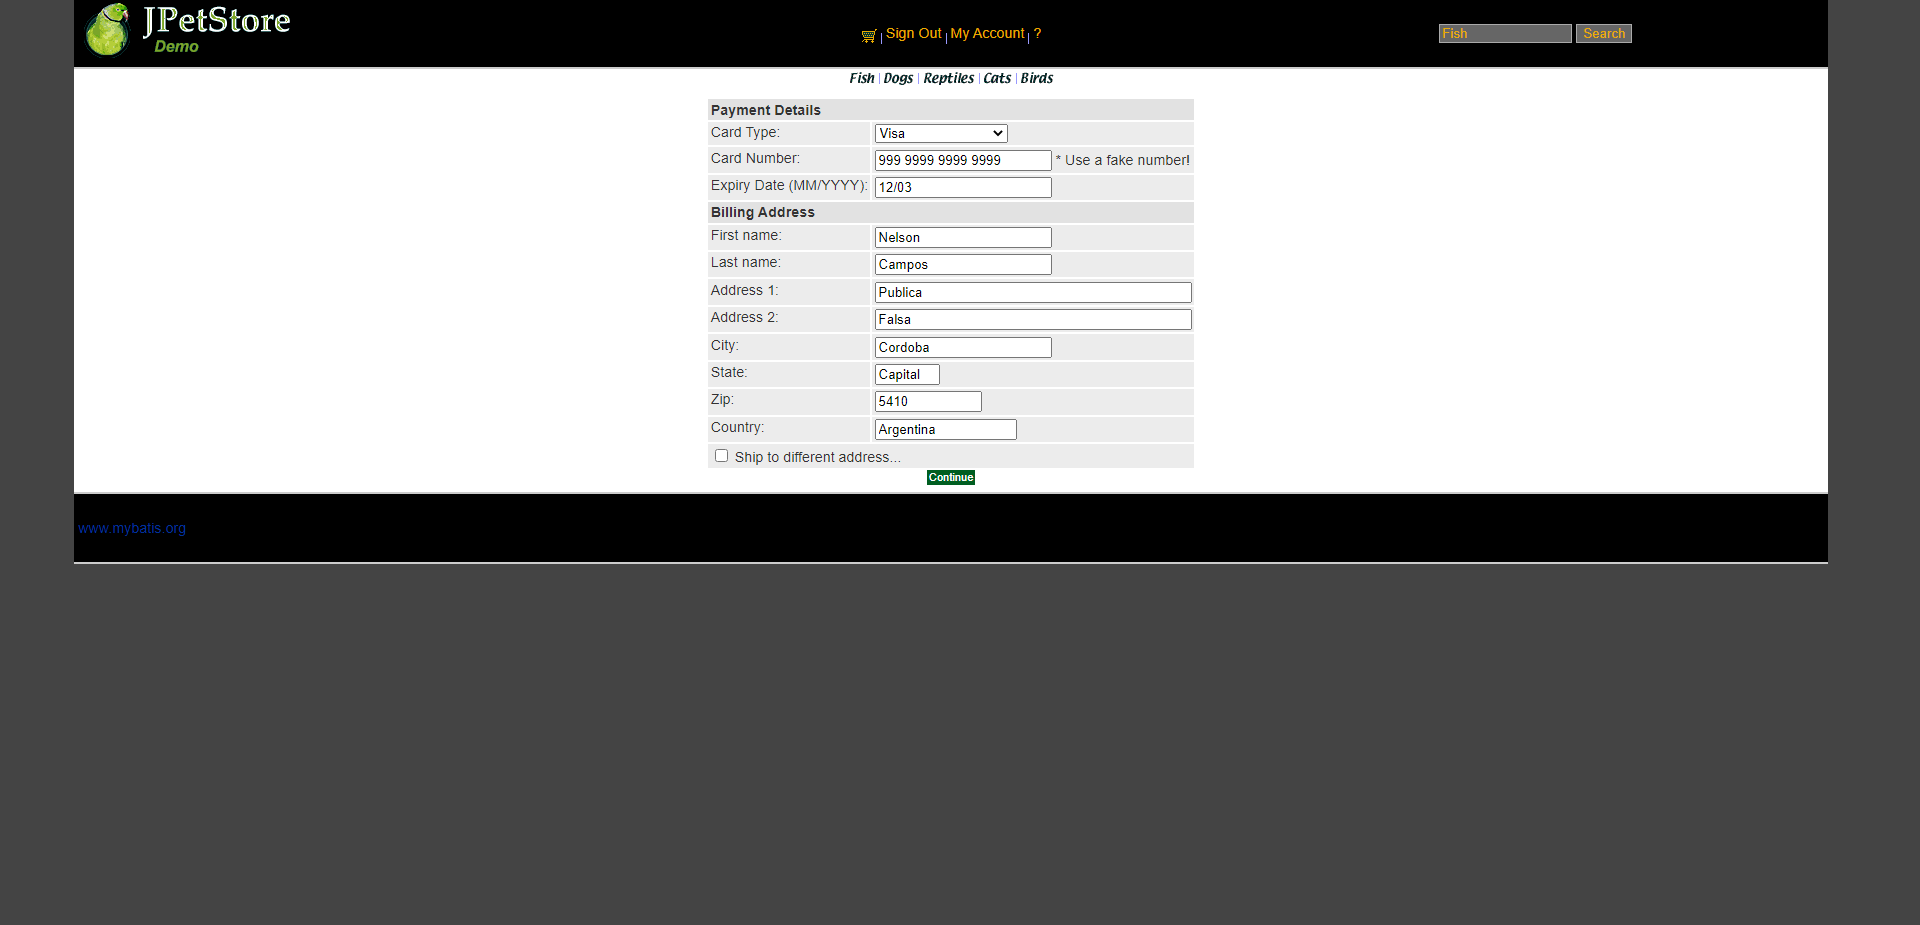 JPetStore
Demo
Sign Out | My Account | ?
Fish Search
Fish | Dogs | Reptiles | Cats | Birds
Payment Details
Card Type: Visa
Card Number: 999 9999 9999 9999 * Use a fake number!
Expiry Date (MM/YYYY): 12/03
Billing Address
First name: Nelson
Last name: Campos
Address 1: Publica
Address 2: Falsa
City: Cordoba
State: Capital
Zip: 5410
Country: Argentina
Ship to different address...
Continue
www.mybatis.org